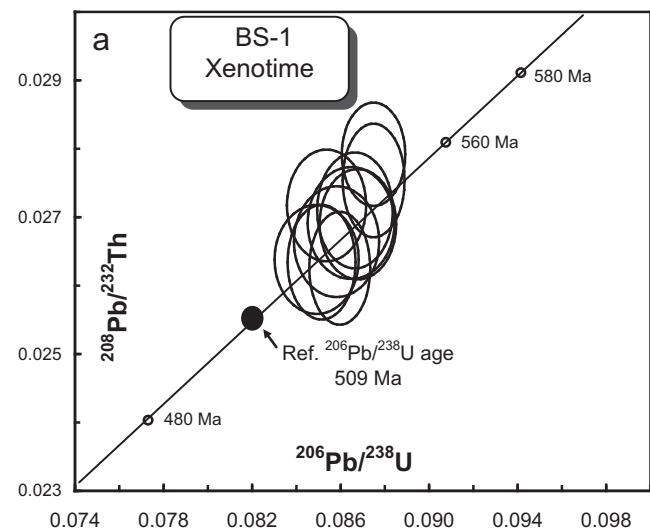 a
BS-1
Xenotime
0.029
580 Ma
560 Ma
0.027
²⁰⁸Pb/²³²Th
0.025
Ref. ²⁰⁶Pb/²³⁸U age
509 Ma
480 Ma
²⁰⁶Pb/²³⁸U
0.023
0.074 0.078 0.082 0.086 0.090 0.094 0.098